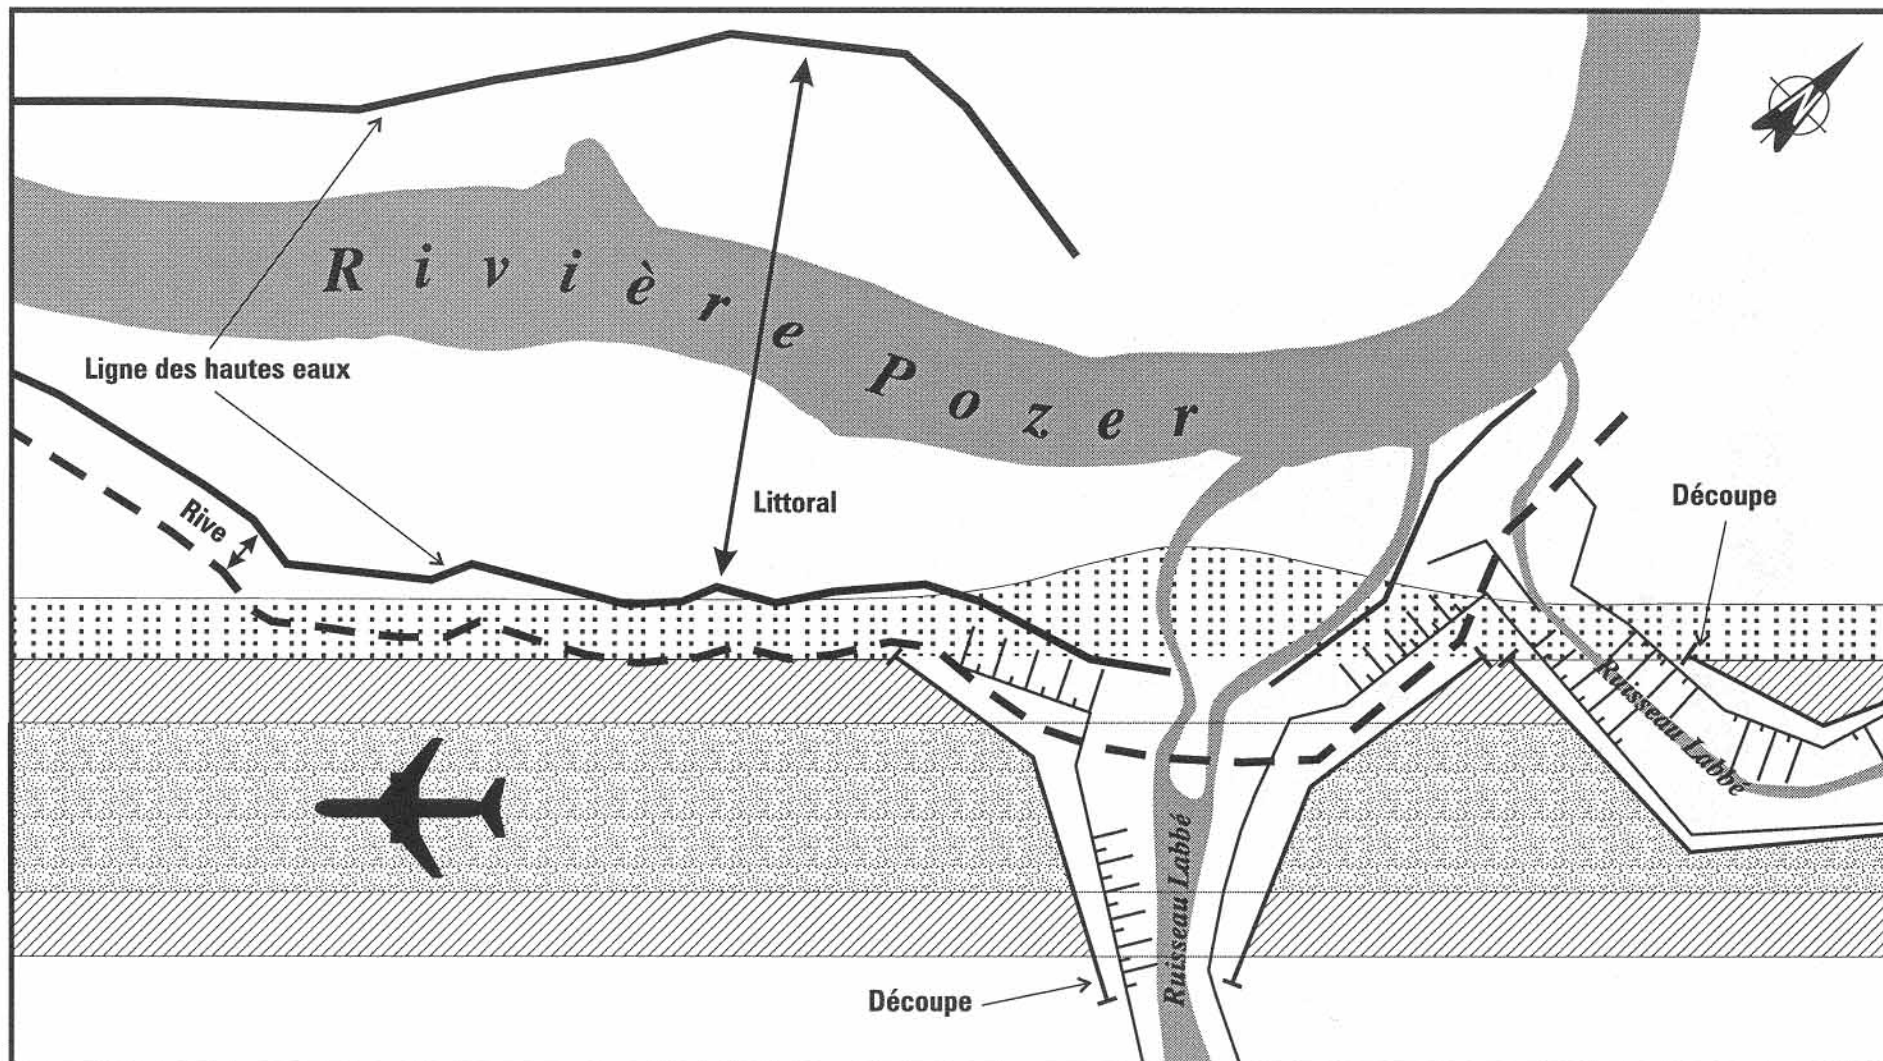 Rivière Pozer
Ligne des hautes eaux
Rive
Littoral
Découpe
Ruisseau Labbé
Ruisseau Labbé
Découpe
N